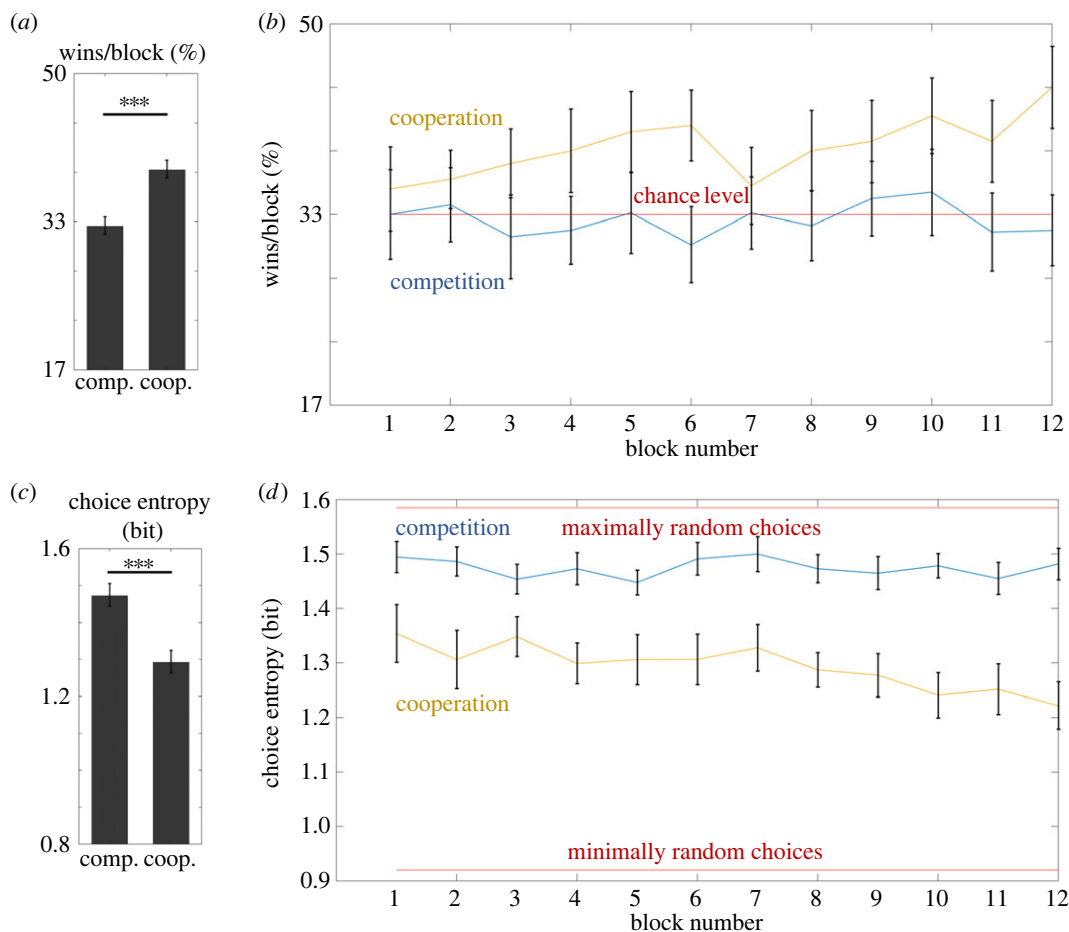 (a)
wins/block (%)
50
***
33
17
comp. coop.
(b)
50
cooperation
chance level
33
competition
17
wins/block (%)
1 2 3 4 5 6 7 8 9 10 11 12
block number
(c)
choice entropy
(bit)
1.6
***
1.2
0.8
comp. coop.
(d)
1.6
competition
maximally random choices
1.5
1.4
1.3
cooperation
1.2
1.1
1.0
minimally random choices
0.9
choice entropy (bit)
1 2 3 4 5 6 7 8 9 10 11 12
block number